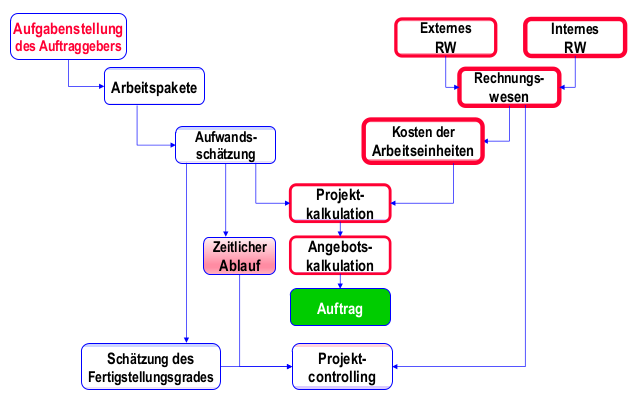 Aufgabenstellung
des Auftraggebers
Externes
RW
Internes
RW
Arbeitspakete
Rechnungs-
wesen
Aufwands-
schätzung
Kosten der
Arbeitseinheiten
Projekt-
kalkulation
Zeitlicher
Ablauf
Angebots-
kalkulation
Auftrag
Schätzung des
Fertigstellungsgrades
Projekt-
controlling